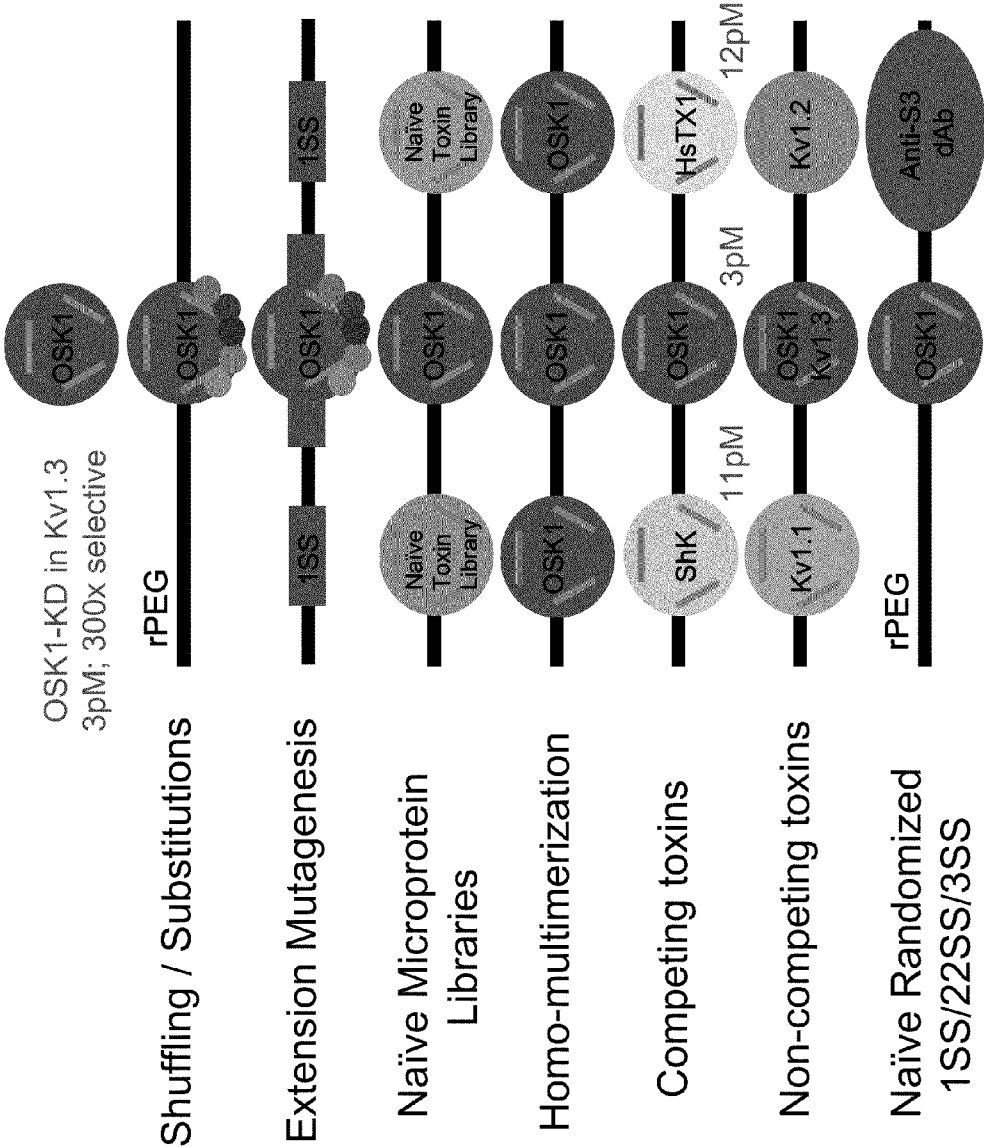 OSK1-KD in Kv1.3
3pM; 300x selective
OSK1
Shuffling / Substitutions
rPEG
OSK1
Extension Mutagenesis
1SS
OSK1
1SS
Naïve Microprotein
Libraries
Naïve
Toxin
Library
OSK1
Naïve
Toxin
Library
Homo-multimerization
OSK1
OSK1
OSK1
Competing toxins
ShK
OSK1
HsTX1
11pM
3pM
12pM
Non-competing toxins
Kv1.1
OSK1
Kv1.3
Kv1.2
Naïve Randomized
1SS/22SS/3SS
rPEG
OSK1
Anti-S3
dAb